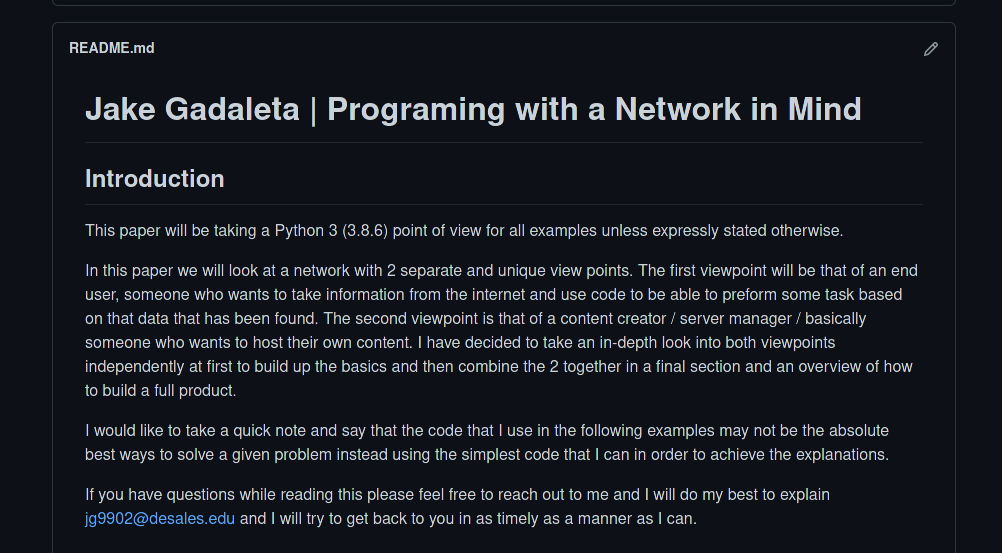 README.md
Jake Gadaleta | Programing with a Network in Mind
Introduction
This paper will be taking a Python 3 (3.8.6) point of view for all examples unless expressly stated otherwise.
In this paper we will look at a network with 2 separate and unique view points. The first viewpoint will be that of an end
user, someone who wants to take information from the internet and use code to be able to preform some task based
on that data that has been found. The second viewpoint is that of a content creator / server manager / basically
someone who wants to host their own content. I have decided to take an in-depth look into both viewpoints
independently at first to build up the basics and then combine the 2 together in a final section and an overview of how
to build a full product.
I would like to take a quick note and say that the code that I use in the following examples may not be the absolute
best ways to solve a given problem instead using the simplest code that I can in order to achieve the explanations.
If you have questions while reading this please feel free to reach out to me and I will do my best to explain
jg9902@desales.edu and I will try to get back to you in as timely as a manner as I can.